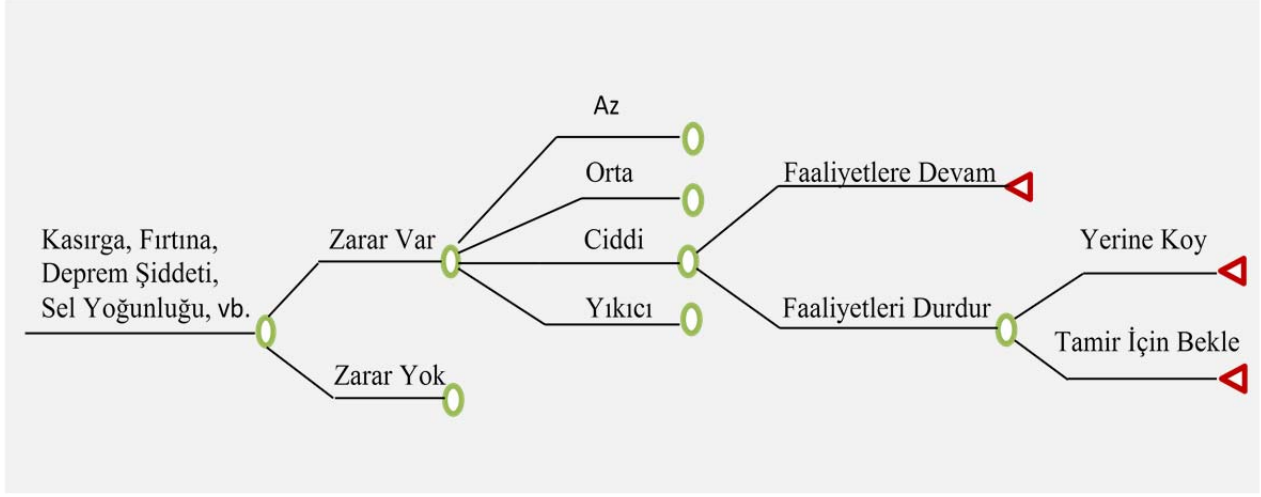 Az
Orta
Faaliyetlere Devam
Kasırga, Fırtına,
Deprem Şiddeti,
Sel Yoğunluğu, vb.
Zarar Var
Ciddi
Yerine Koy
Yıkıcı
Faaliyetleri Durdur
Tamir İçin Bekle
Zarar Yok